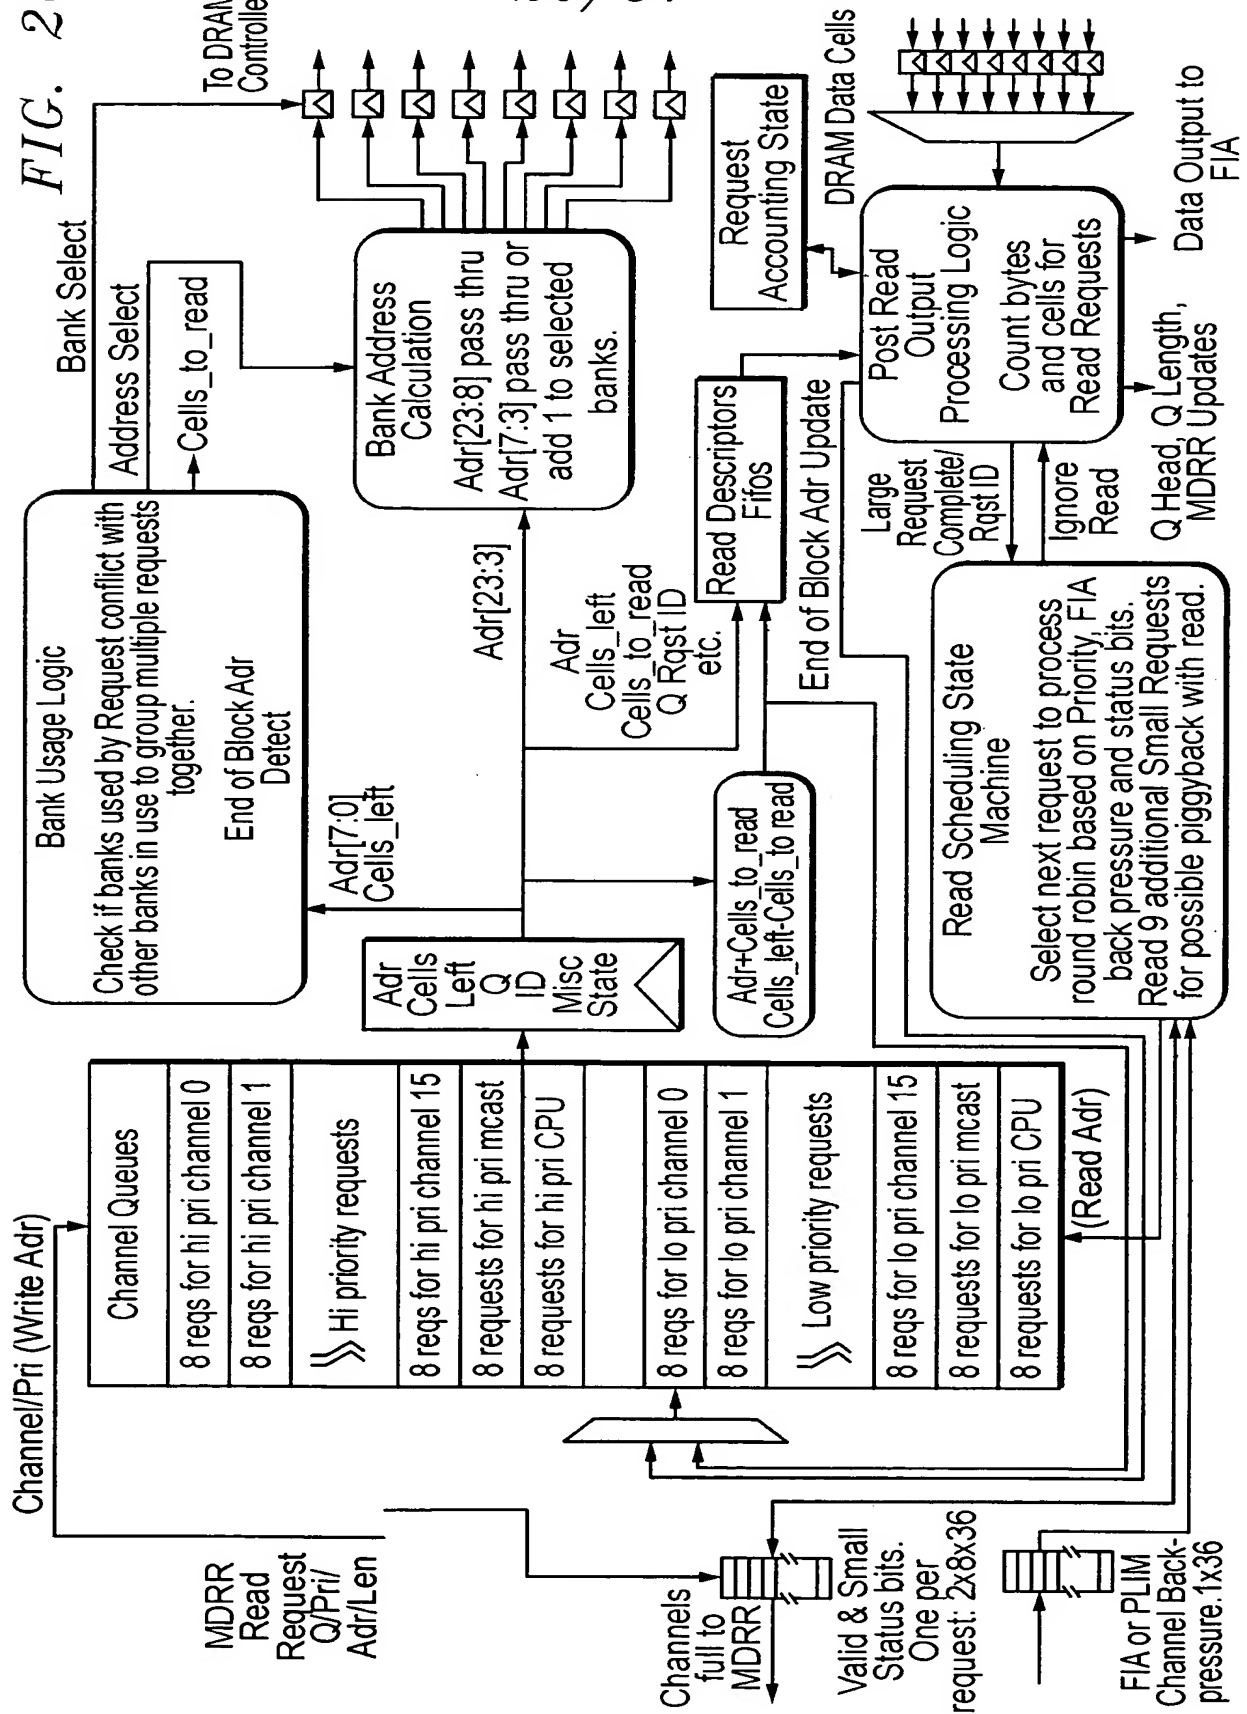 FIG. 2
To DRAM
Controlle
Bank Select
Address Select
Cells_to_read
Bank Usage Logic
Check if banks used by Request conflict with
other banks in use to group multiple requests
together.
End of Block Adr
Detect
Bank Address
Calculation
Adr[23:8] pass thru
Adr[7:3] pass thru or
add 1 to selected
banks.
Adr[7:0]
Cells_left
Adr[23:3]
Adr
Cells_left
Cells_to_read
Q Rqst ID
etc.
Request
Accounting State
DRAM Data Cells
Read Descriptors
Fifos
End of Block Adr Update
Post Read
Output
Processing Logic
Count bytes
and cells for
Read Requests
Data Output to
FIA
Q Head, Q Length,
MDRR Updates
Large
Request
Complete/
Rqst ID
Ignore
Read
Read Scheduling State
Machine
Select next request to process
round robin based on Priority, FIA
back pressure and status bits.
Read 9 additional Small Requests
for possible piggyback with read.
Adr+Cells_to_read
Cells_left-Cells_to read
Adr
Cells
Left
Q
ID
Misc
State
Channel/Pri (Write Adr)
Channel Queues
8 reqs for hi pri channel 0
8 reqs for hi pri channel 1
Hi priority requests
8 reqs for hi pri channel 15
8 requests for hi pri mcast
8 requests for hi pri CPU
8 reqs for lo pri channel 0
8 reqs for lo pri channel 1
Low priority requests
8 reqs for lo pri channel 15
8 requests for lo pri mcast
8 requests for lo pri CPU
(Read Adr)
MDRR
Read
Request
Q/Pri/
Adr/Len
Channels
full to
MDRR
Valid & Small
Status bits.
One per
request: 2x8x36
FIA or PLIM
Channel Back-
pressure. 1x36